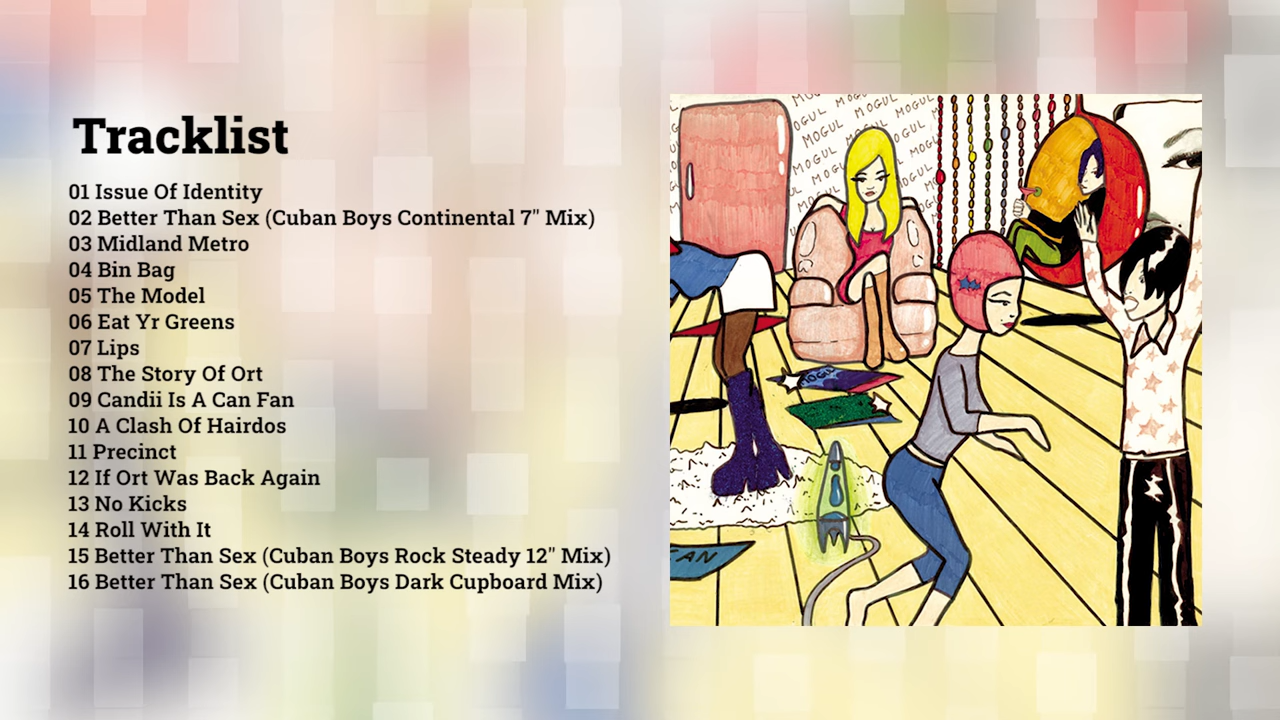 Tracklist
01 Issue Of Identity
02 Better Than Sex (Cuban Boys Continental 7" Mix)
03 Midland Metro
04 Bin Bag
05 The Model
06 Eat Yr Greens
07 Lips
08 The Story Of Ort
09 Candii Is A Can Fan
10 A Clash Of Hairdos
11 Precinct
12 If Ort Was Back Again
13 No Kicks
14 Roll With It
15 Better Than Sex (Cuban Boys Rock Steady 12" Mix)
16 Better Than Sex (Cuban Boys Dark Cupboard Mix)
MOGUL MOGUL MOGUL
MOGUL MOGUL
MOGUL MOGUL
MOGUL
MOGUL